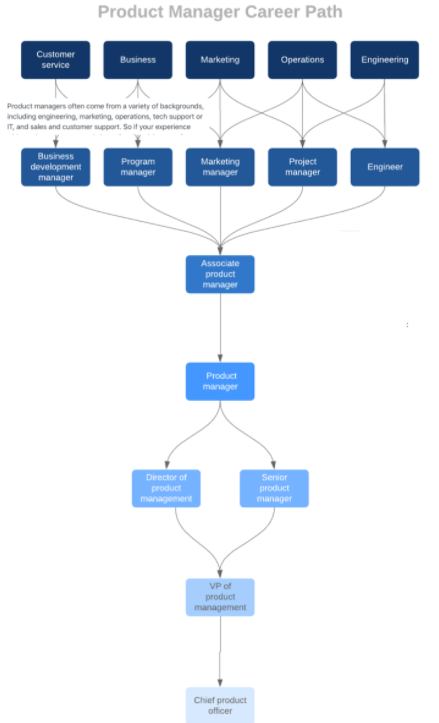 Product Manager Career Path
Customer
service
Business
Marketing
Operations
Engineering
Product managers often come from a variety of backgrounds,
including engineering, marketing, operations, tech support or
IT, and sales and customer support. So if your experience
Business
development
manager
Program
manager
Marketing
manager
Project
manager
Engineer
Associate
product
manager
Product
manager
Director of
product
management
Senior
product
manager
VP of
product
management
Chief product
officer